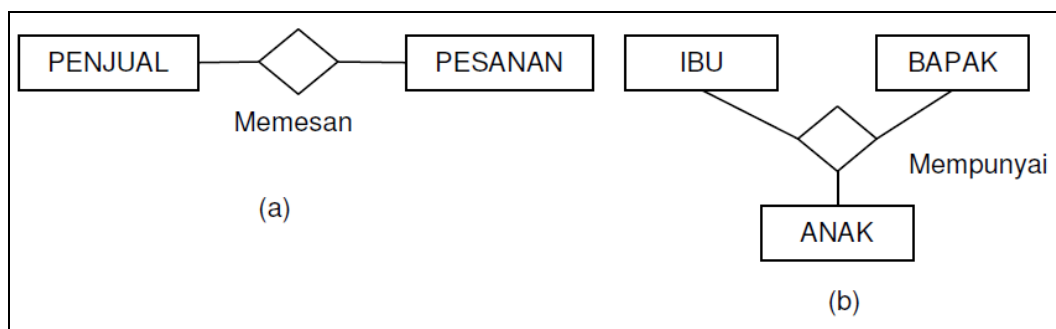 PENJUAL
PESANAN
Memesan
(a)
IBU
BAPAK
Mempunyai
ANAK
(b)